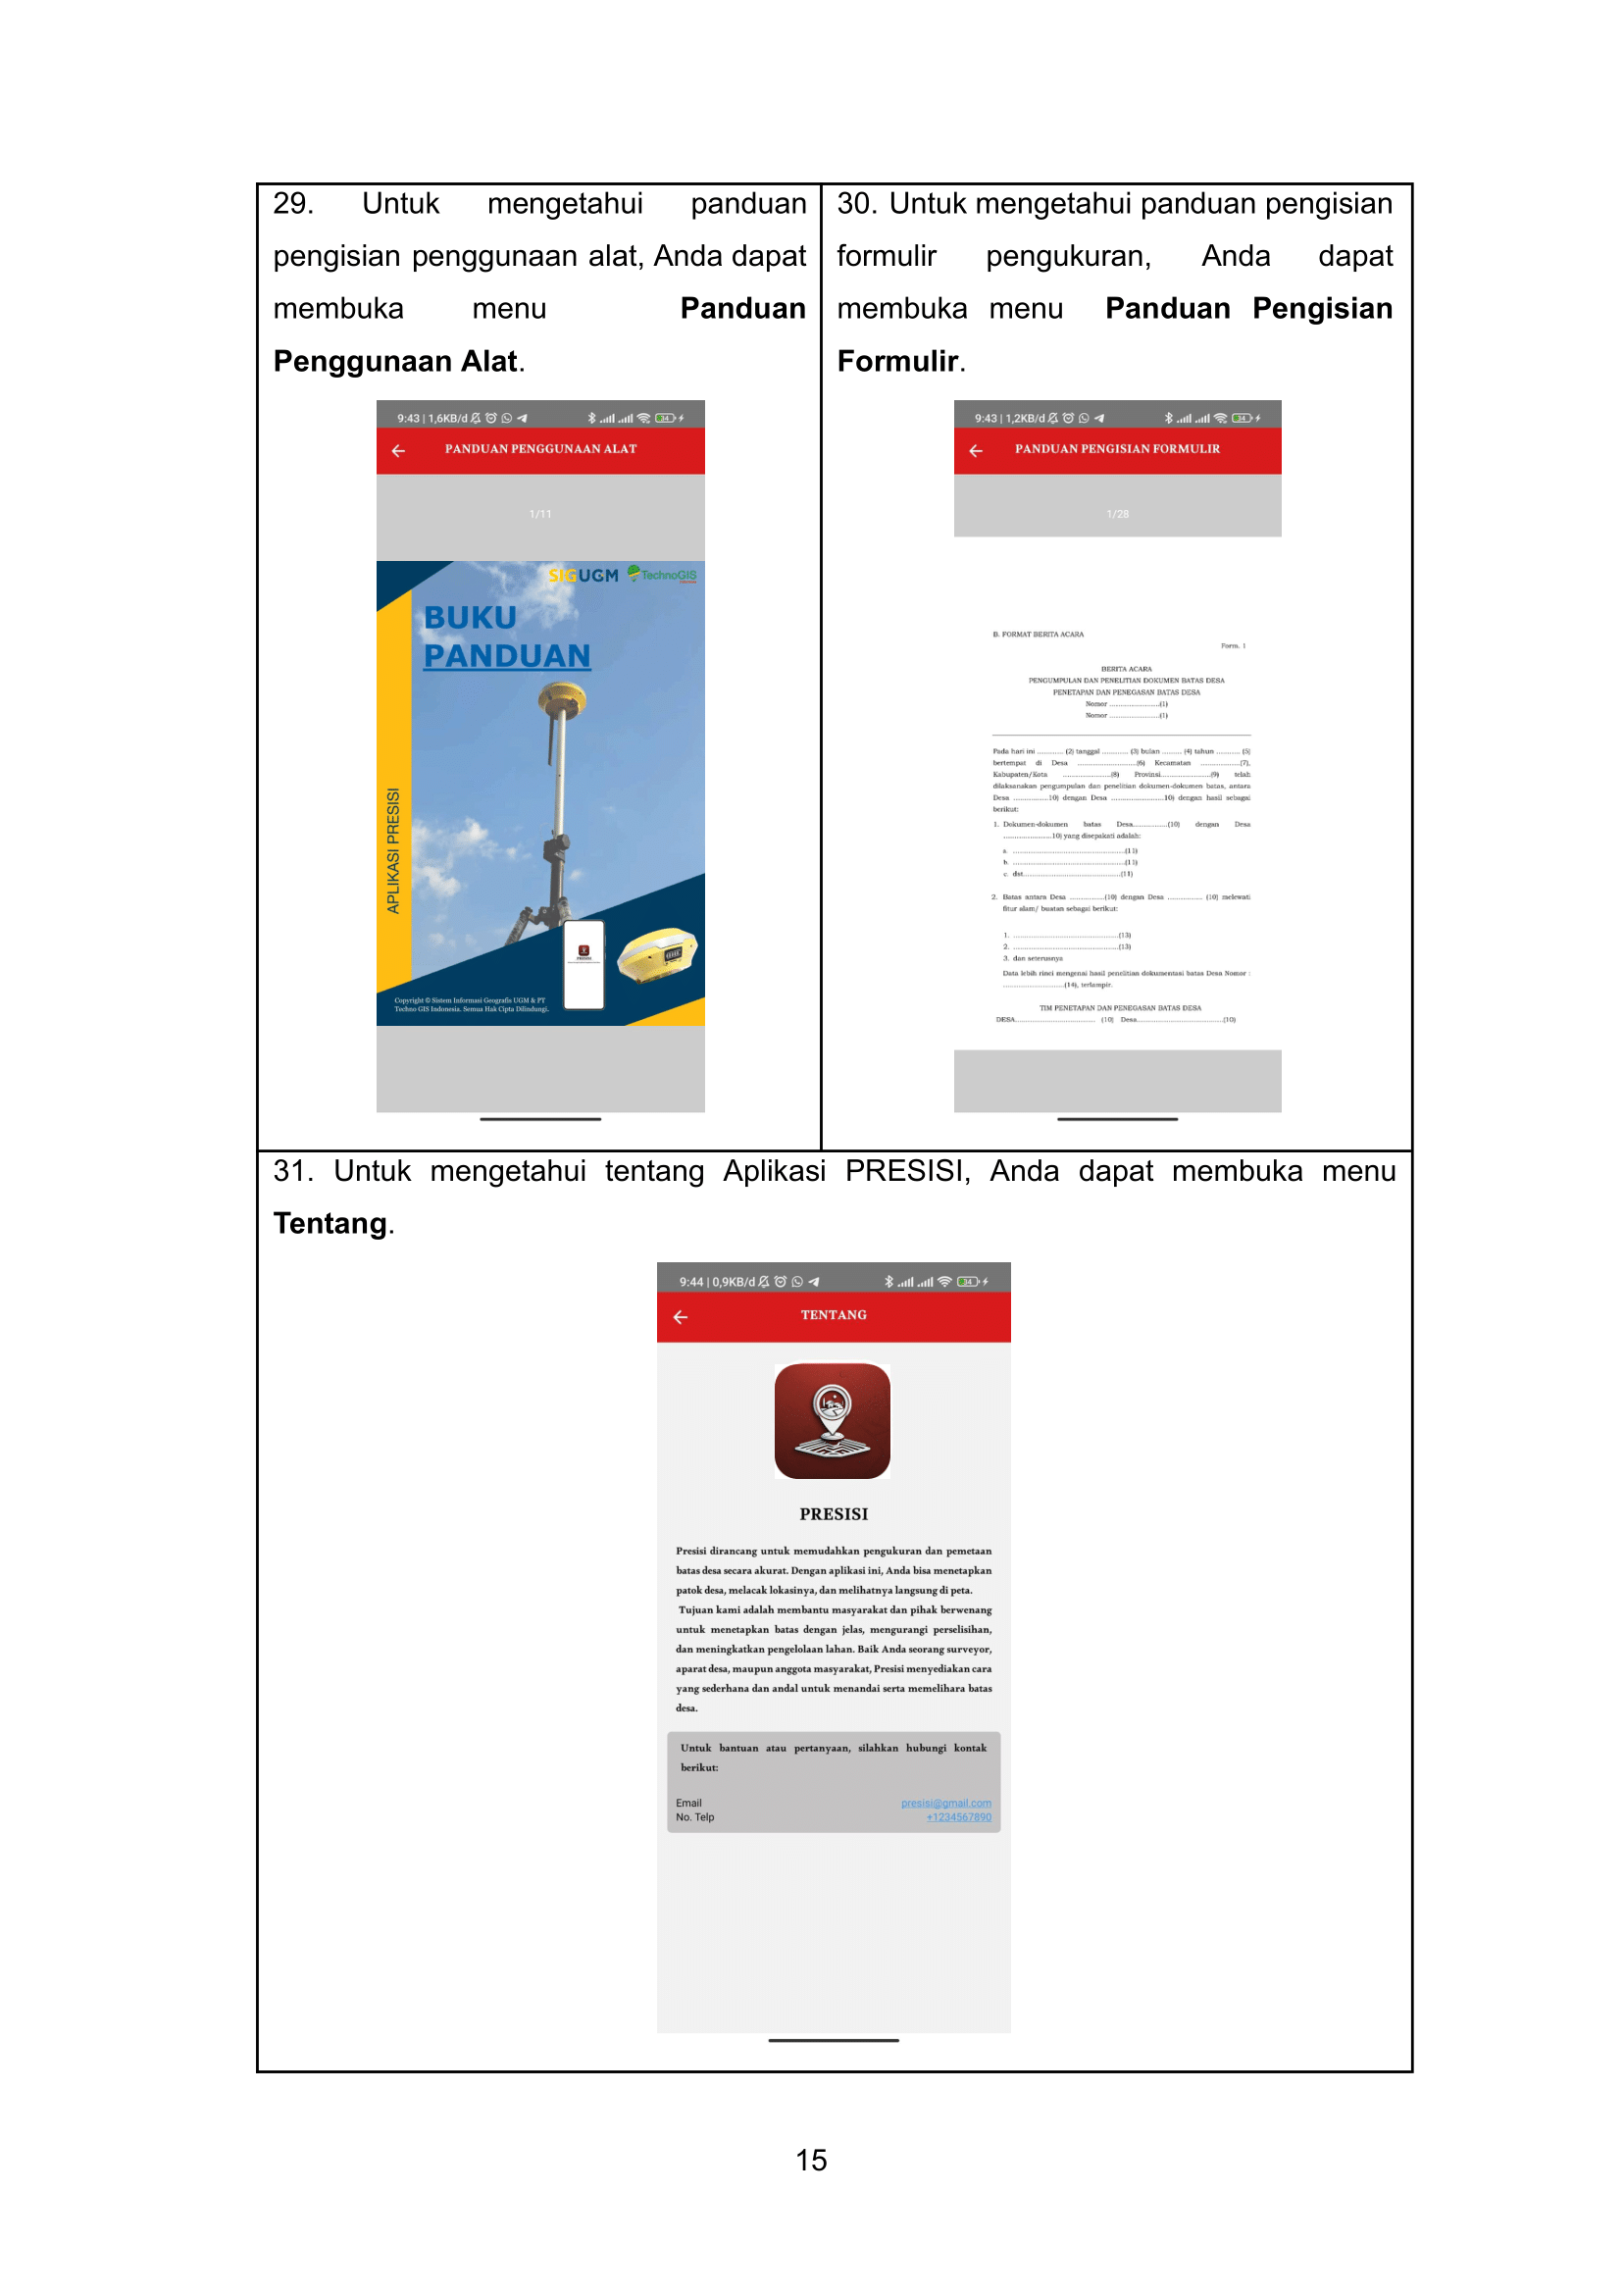 29. Untuk mengetahui panduan
pengisian penggunaan alat, Anda dapat
membuka menu Panduan
Penggunaan Alat.
9:43 | 1,6KB/d
34
PANDUAN PENGGUNAAN ALAT
1/11
SIGUGM TechnoGIS
BUKU
PANDUAN
APLIKASI PRESISI
PRESISI
Copyright © Sistem Informasi Geografis UGM & PT
Techno GIS Indonesia. Semua Hak Cipta Dilindungi.
30. Untuk mengetahui panduan pengisian
formulir pengukuran, Anda dapat
membuka menu Panduan Pengisian
Formulir.
9:43 | 1,2KB/d
34
PANDUAN PENGISIAN FORMULIR
1/28
B. FORMAT BERITA ACARA
Form. 1
BERITA ACARA
PENGUMPULAN DAN PENELITIAN DOKUMEN BATAS DESA
PENETAPAN DAN PENEGASAN BATAS DESA
Nomor ........................(1)
Nomor ........................(1)
Pada hari ini ............ (2) tanggal ............ (3) bulan ......... (4) tahun ........... (5)
bertempat di Desa ............................(6) Kecamatan ...................(7),
Kabupaten/Kota .......................(8) Provinsi........................(9) telah
dilaksanakan pengumpulan dan penelitian dokumen-dokumen batas, antara
Desa .................10) dengan Desa .........................10) dengan hasil sebagai
berikut:
1. Dokumen-dokumen batas Desa................(10) dengan Desa
.......................10) yang disepakati adalah:
a. ......................................................(11)
b. ......................................................(11)
c. dst...............................................(11)
2. Batas antara Desa ................(10) dengan Desa ................ (10) melewati
fitur alam/ buatan sebagai berikut:
1. ..................................................(13)
2. ..................................................(13)
3. dan seterusnya
Data lebih rinci mengenai hasil penelitian dokumentasi batas Desa Nomor :
.............................(14), terlampir.
TIM PENETAPAN DAN PENEGASAN BATAS DESA
DESA...................................... (10) Desa.........................................(10)
31. Untuk mengetahui tentang Aplikasi PRESISI, Anda dapat membuka menu
Tentang.
9:44 | 0,9KB/d
34
TENTANG
PRESISI
Presisi dirancang untuk memudahkan pengukuran dan pemetaan
batas desa secara akurat. Dengan aplikasi ini, Anda bisa menetapkan
patok desa, melacak lokasinya, dan melihatnya langsung di peta.
Tujuan kami adalah membantu masyarakat dan pihak berwenang
untuk menetapkan batas dengan jelas, mengurangi perselisihan,
dan meningkatkan pengelolaan lahan. Baik Anda seorang surveyor,
aparat desa, maupun anggota masyarakat, Presisi menyediakan cara
yang sederhana dan andal untuk menandai serta memelihara batas
desa.
Untuk bantuan atau pertanyaan, silahkan hubungi kontak
berikut:
Email presisi@gmail.com
No. Telp +1234567890
15